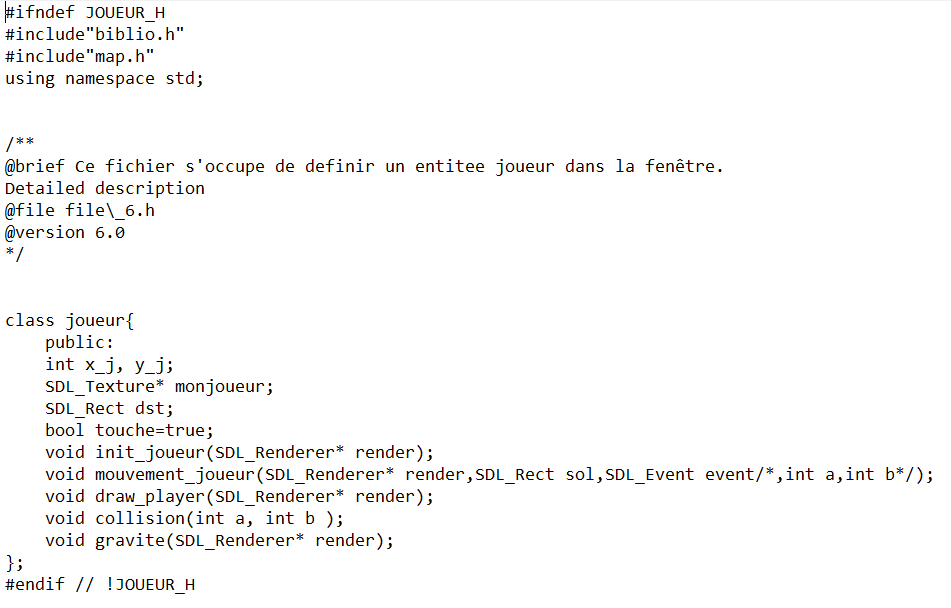 #ifndef JOUEUR_H
#include"biblio.h"
#include"map.h"
using namespace std;
/**
@brief Ce fichier s'occupe de definir un entitee joueur dans la fenêtre.
Detailed description
@file file\_6.h
@version 6.0
*/
class joueur{
    public:
    int x_j, y_j;
    SDL_Texture* monjoueur;
    SDL_Rect dst;
    bool touche=true;
    void init_joueur(SDL_Renderer* render);
    void mouvement_joueur(SDL_Renderer* render,SDL_Rect sol,SDL_Event event/*,int a,int b*/);
    void draw_player(SDL_Renderer* render);
    void collision(int a, int b );
    void gravite(SDL_Renderer* render);
};
#endif // !JOUEUR_H